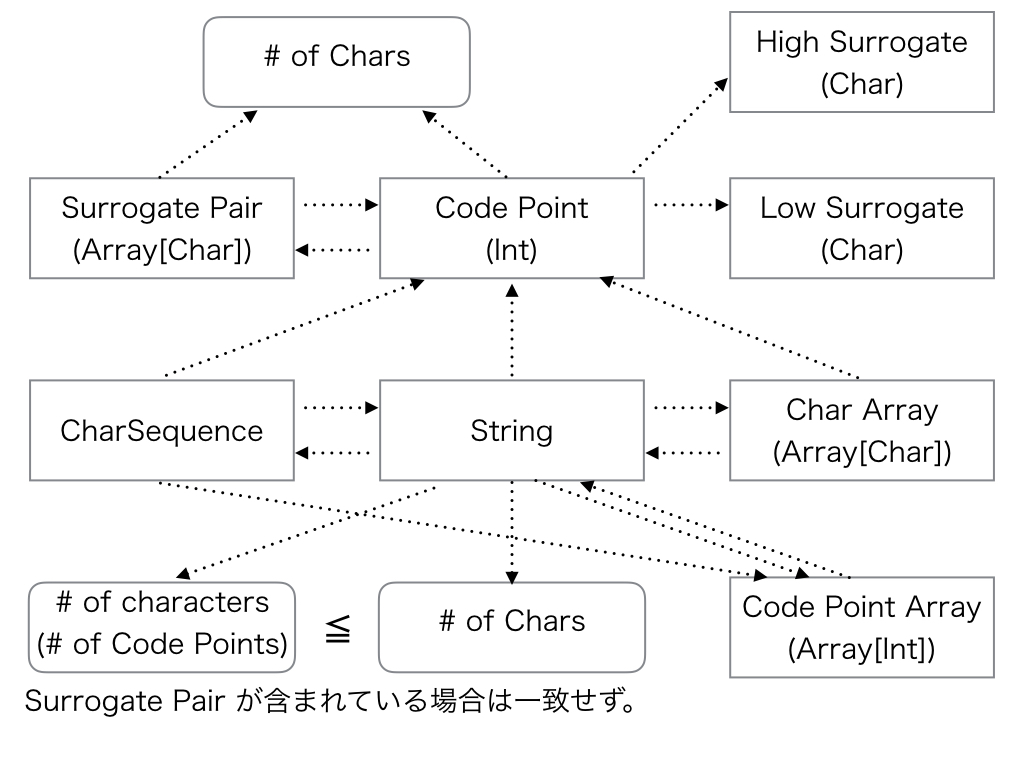 # of Chars
High Surrogate
(Char)
Surrogate Pair
(Array[Char])
Code Point
(Int)
Low Surrogate
(Char)
CharSequence
String
Char Array
(Array[Char])
# of characters
(# of Code Points)
≦
# of Chars
Code Point Array
(Array[Int])
Surrogate Pair が含まれている場合は一致せず。